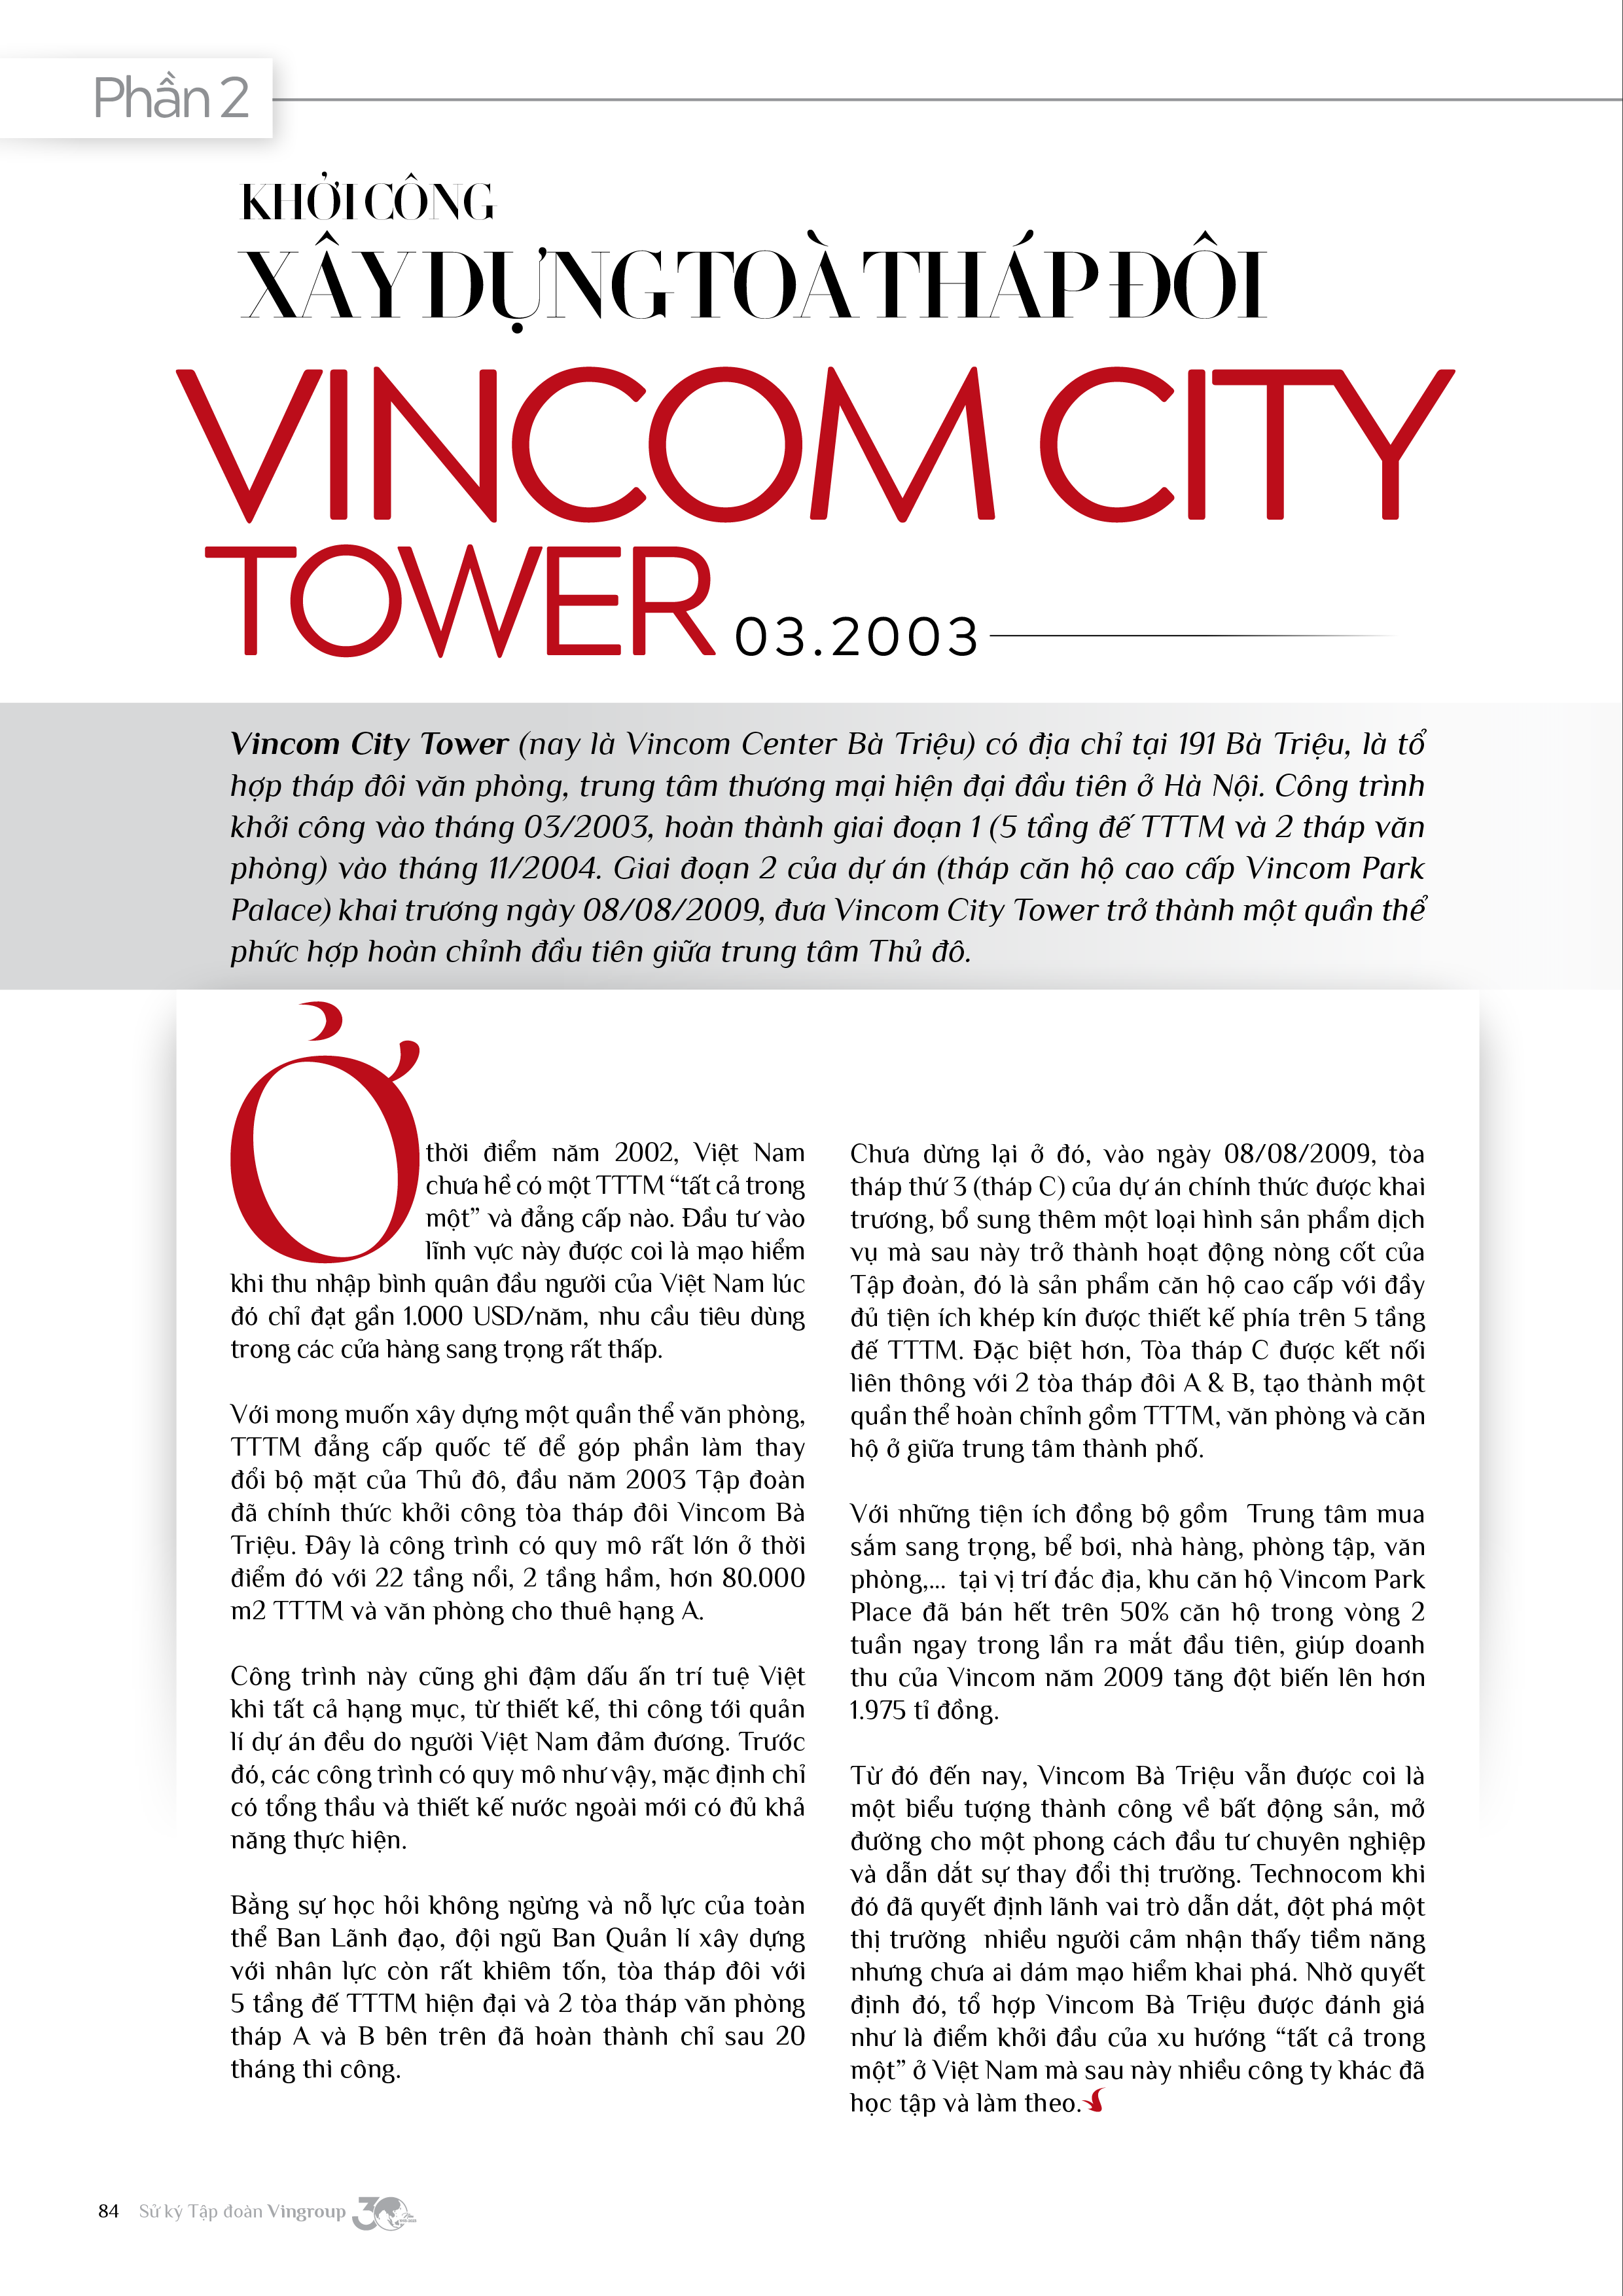 Phần 2
KHỞI CÔNG
XÂY DỰNG TOÀ THÁP ĐÔI
VINCOM CITY
TOWER 03.2003
Vincom City Tower (nay là Vincom Center Bà Triệu) có địa chỉ tại 191 Bà Triệu, là tổ
hợp tháp đôi văn phòng, trung tâm thương mại hiện đại đầu tiên ở Hà Nội. Công trình
khởi công vào tháng 03/2003, hoàn thành giai đoạn 1 (5 tầng đế TTTM và 2 tháp văn
phòng) vào tháng 11/2004. Giai đoạn 2 của dự án (tháp căn hộ cao cấp Vincom Park
Palace) khai trương ngày 08/08/2009, đưa Vincom City Tower trở thành một quần thể
phức hợp hoàn chỉnh đầu tiên giữa trung tâm Thủ đô.
Ở thời điểm năm 2002, Việt Nam
chưa hề có một TTTM “tất cả trong
một” và đẳng cấp nào. Đầu tư vào
lĩnh vực này được coi là mạo hiểm
khi thu nhập bình quân đầu người của Việt Nam lúc
đó chỉ đạt gần 1.000 USD/năm, nhu cầu tiêu dùng
trong các cửa hàng sang trọng rất thấp.
Với mong muốn xây dựng một quần thể văn phòng,
TTTM đẳng cấp quốc tế để góp phần làm thay
đổi bộ mặt của Thủ đô, đầu năm 2003 Tập đoàn
đã chính thức khởi công tòa tháp đôi Vincom Bà
Triệu. Đây là công trình có quy mô rất lớn ở thời
điểm đó với 22 tầng nổi, 2 tầng hầm, hơn 80.000
m2 TTTM và văn phòng cho thuê hạng A.
Công trình này cũng ghi đậm dấu ấn trí tuệ Việt
khi tất cả hạng mục, từ thiết kế, thi công tới quản
lí dự án đều do người Việt Nam đảm đương. Trước
đó, các công trình có quy mô như vậy, mặc định chỉ
có tổng thầu và thiết kế nước ngoài mới có đủ khả
năng thực hiện.
Bằng sự học hỏi không ngừng và nỗ lực của toàn
thể Ban Lãnh đạo, đội ngũ Ban Quản lí xây dựng
với nhân lực còn rất khiêm tốn, tòa tháp đôi với
5 tầng đế TTTM hiện đại và 2 tòa tháp văn phòng
tháp A và B bên trên đã hoàn thành chỉ sau 20
tháng thi công.
Chưa dừng lại ở đó, vào ngày 08/08/2009, tòa
tháp thứ 3 (tháp C) của dự án chính thức được khai
trương, bổ sung thêm một loại hình sản phẩm dịch
vụ mà sau này trở thành hoạt động nòng cốt của
Tập đoàn, đó là sản phẩm căn hộ cao cấp với đầy
đủ tiện ích khép kín được thiết kế phía trên 5 tầng
đế TTTM. Đặc biệt hơn, Tòa tháp C được kết nối
liên thông với 2 tòa tháp đôi A & B, tạo thành một
quần thể hoàn chỉnh gồm TTTM, văn phòng và căn
hộ ở giữa trung tâm thành phố.
Với những tiện ích đồng bộ gồm  Trung tâm mua
sắm sang trọng, bể bơi, nhà hàng, phòng tập, văn
phòng,...  tại vị trí đắc địa, khu căn hộ Vincom Park
Place đã bán hết trên 50% căn hộ trong vòng 2
tuần ngay trong lần ra mắt đầu tiên, giúp doanh
thu của Vincom năm 2009 tăng đột biến lên hơn
1.975 tỉ đồng.
Từ đó đến nay, Vincom Bà Triệu vẫn được coi là
một biểu tượng thành công về bất động sản, mở
đường cho một phong cách đầu tư chuyên nghiệp
và dẫn dắt sự thay đổi thị trường. Technocom khi
đó đã quyết định lãnh vai trò dẫn dắt, đột phá một
thị trường  nhiều người cảm nhận thấy tiềm năng
nhưng chưa ai dám mạo hiểm khai phá. Nhờ quyết
định đó, tổ hợp Vincom Bà Triệu được đánh giá
như là điểm khởi đầu của xu hướng “tất cả trong
một” ở Việt Nam mà sau này nhiều công ty khác đã
học tập và làm theo.
84 Sử ký Tập đoàn Vingroup 30